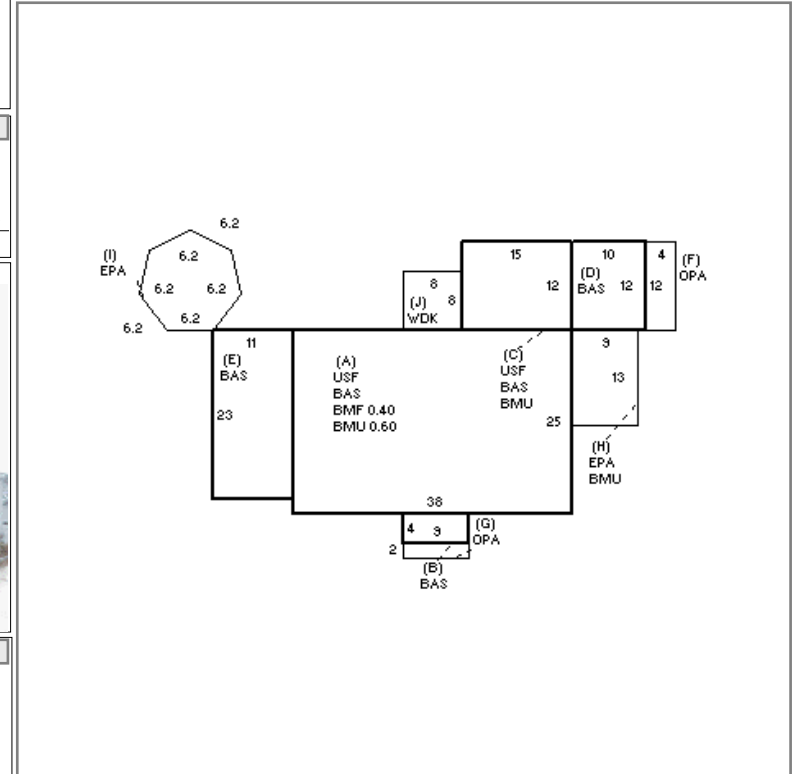 6.2
(I)
EPA
6.2
6.2
6.2
6.2
6.2
15
12
10
(D)
BAS
12
4
12
(F)
OPA
8
8
(J)
WDK
11
(E)
BAS
23
(A)
USF
BAS
BMF 0.40
BMU 0.60
(C)
USF
BAS
BMU
25
9
13
(H)
EPA
BMU
38
4
9
(G)
OPA
2
(B)
BAS